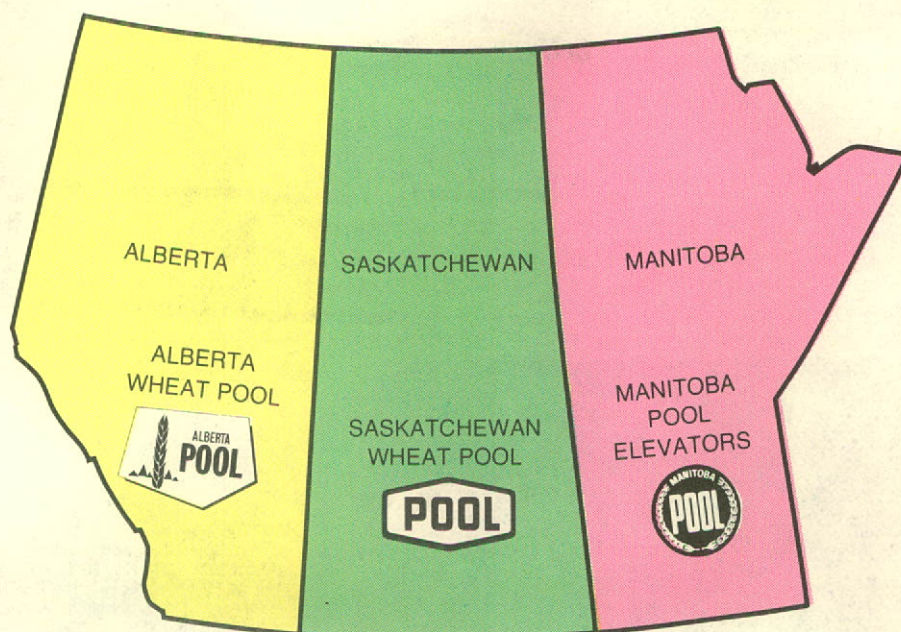 ALBERTA
SASKATCHEWAN
MANITOBA
ALBERTA
WHEAT POOL
ALBERTA
POOL
SASKATCHEWAN
WHEAT POOL
POOL
MANITOBA
POOL
ELEVATORS
MANITOBA
POOL